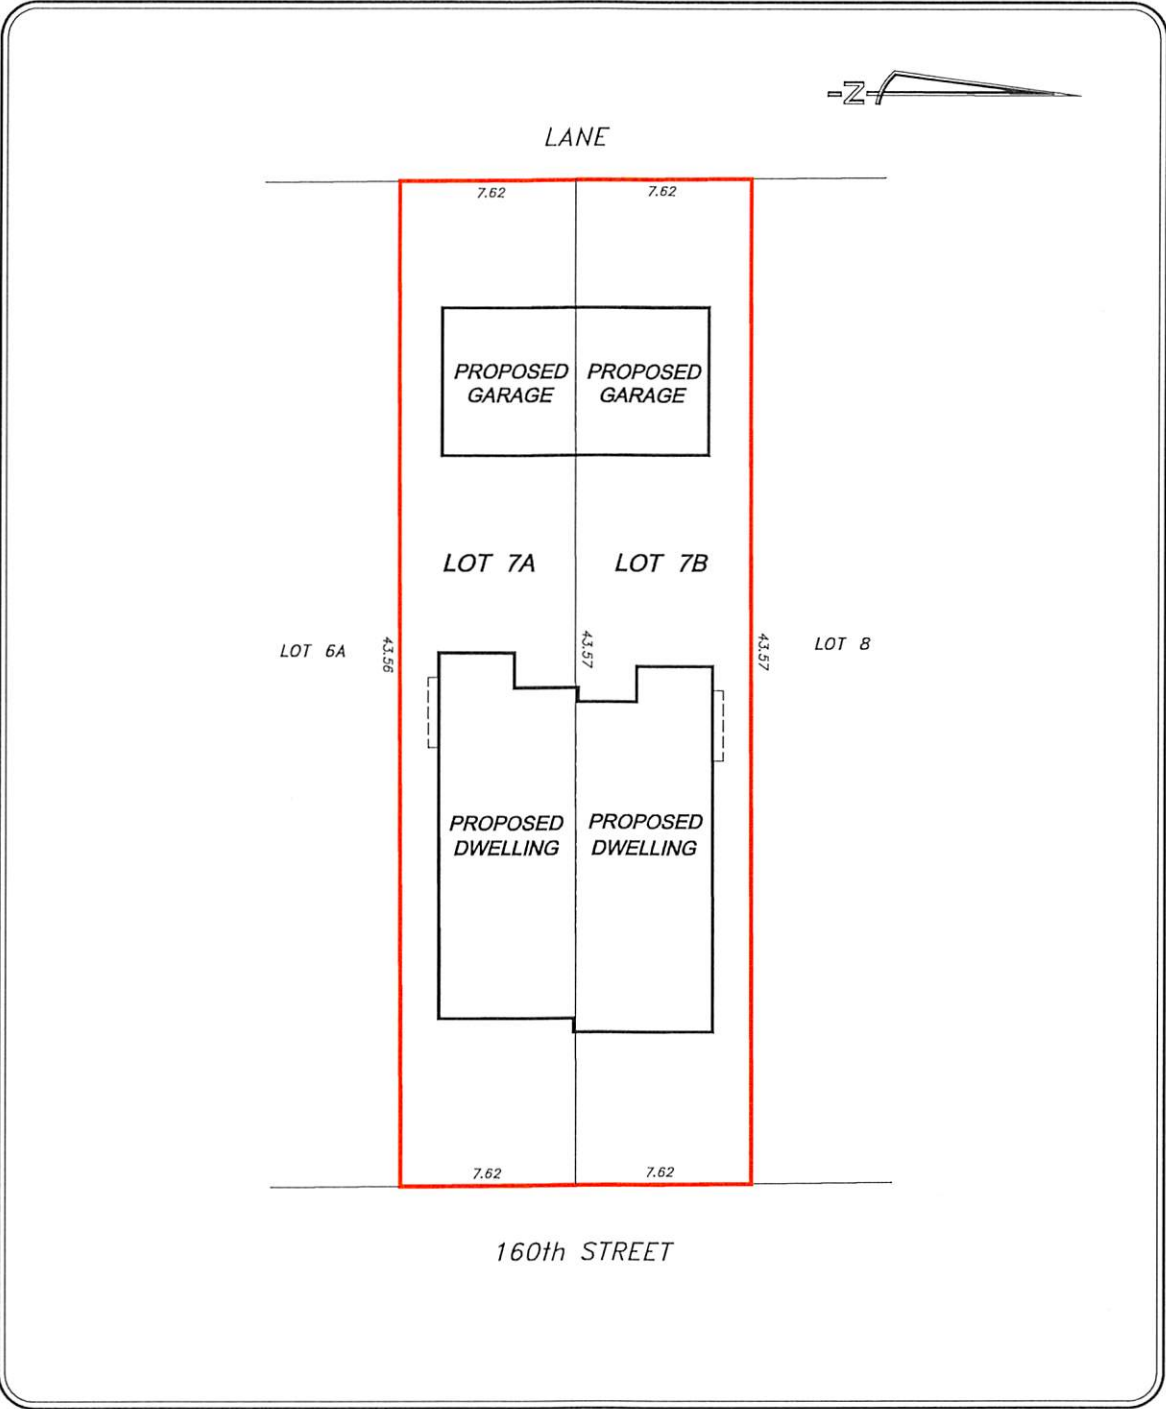 -Z-
LANE
7.62 7.62
PROPOSED PROPOSED
GARAGE GARAGE
LOT 7A LOT 7B
LOT 6A 43.56 43.57 43.57 LOT 8
PROPOSED PROPOSED
DWELLING DWELLING
7.62 7.62
160th STREET